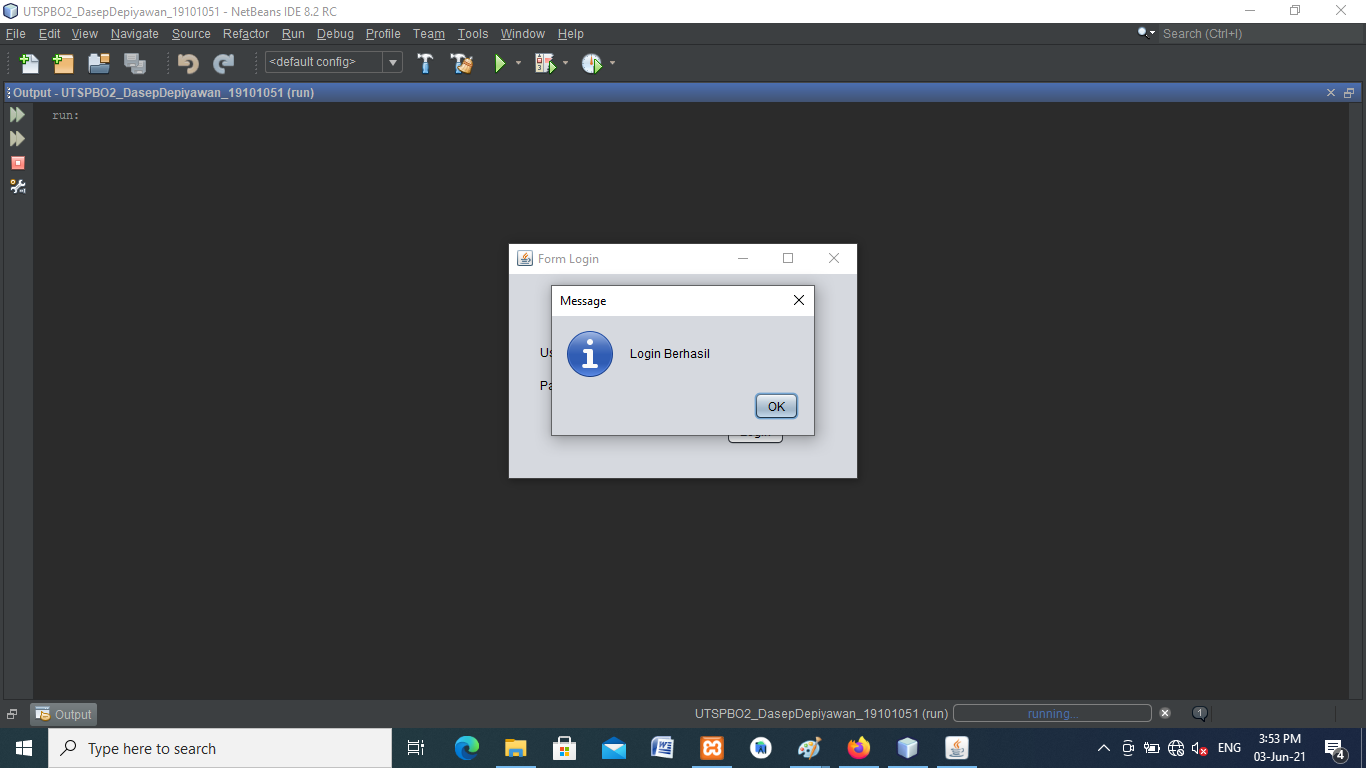 UTSPBO2_DasepDepiyawan_19101051 - NetBeans IDE 8.2 RC
File Edit View Navigate Source Refactor Run Debug Profile Team Tools Window Help
Search (Ctrl+I)
<default config>
Output - UTSPBO2_DasepDepiyawan_19101051 (run)
run:
Form Login
Message
Us
Login Berhasil
Pa
OK
Login
Output
UTSPBO2_DasepDepiyawan_19101051 (run)
running...
1
Type here to search
ENG
3:53 PM
03-Jun-21
4